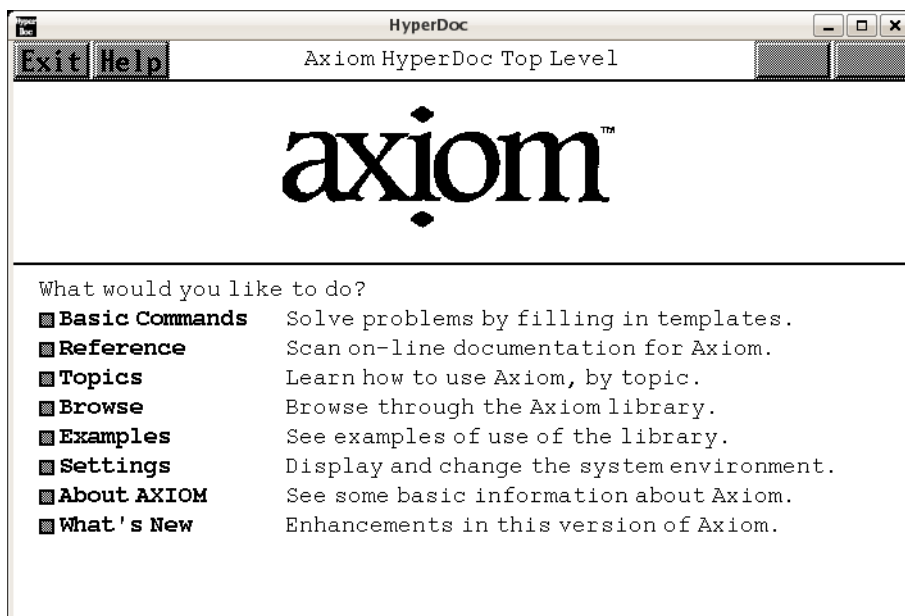 Hyper
Doc
HyperDoc
Exit Help Axiom HyperDoc Top Level
axiom™
What would you like to do?
Basic Commands Solve problems by filling in templates.
Reference Scan on-line documentation for Axiom.
Topics Learn how to use Axiom, by topic.
Browse Browse through the Axiom library.
Examples See examples of use of the library.
Settings Display and change the system environment.
About AXIOM See some basic information about Axiom.
What's New Enhancements in this version of Axiom.